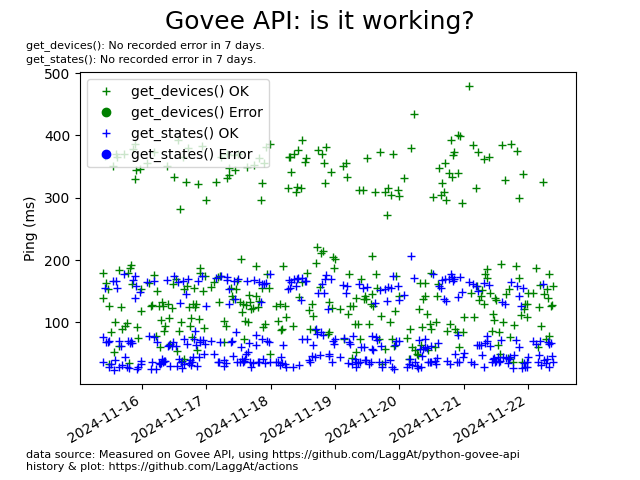 Govee API: is it working?
get_devices(): No recorded error in 7 days.
get_states(): No recorded error in 7 days.
500
400
300
200
100
Ping (ms)
get_devices() OK
get_devices() Error
get_states() OK
get_states() Error
2024-11-16
2024-11-17
2024-11-18
2024-11-19
2024-11-20
2024-11-21
2024-11-22
data source: Measured on Govee API, using https://github.com/LaggAt/python-govee-api
history & plot: https://github.com/LaggAt/actions